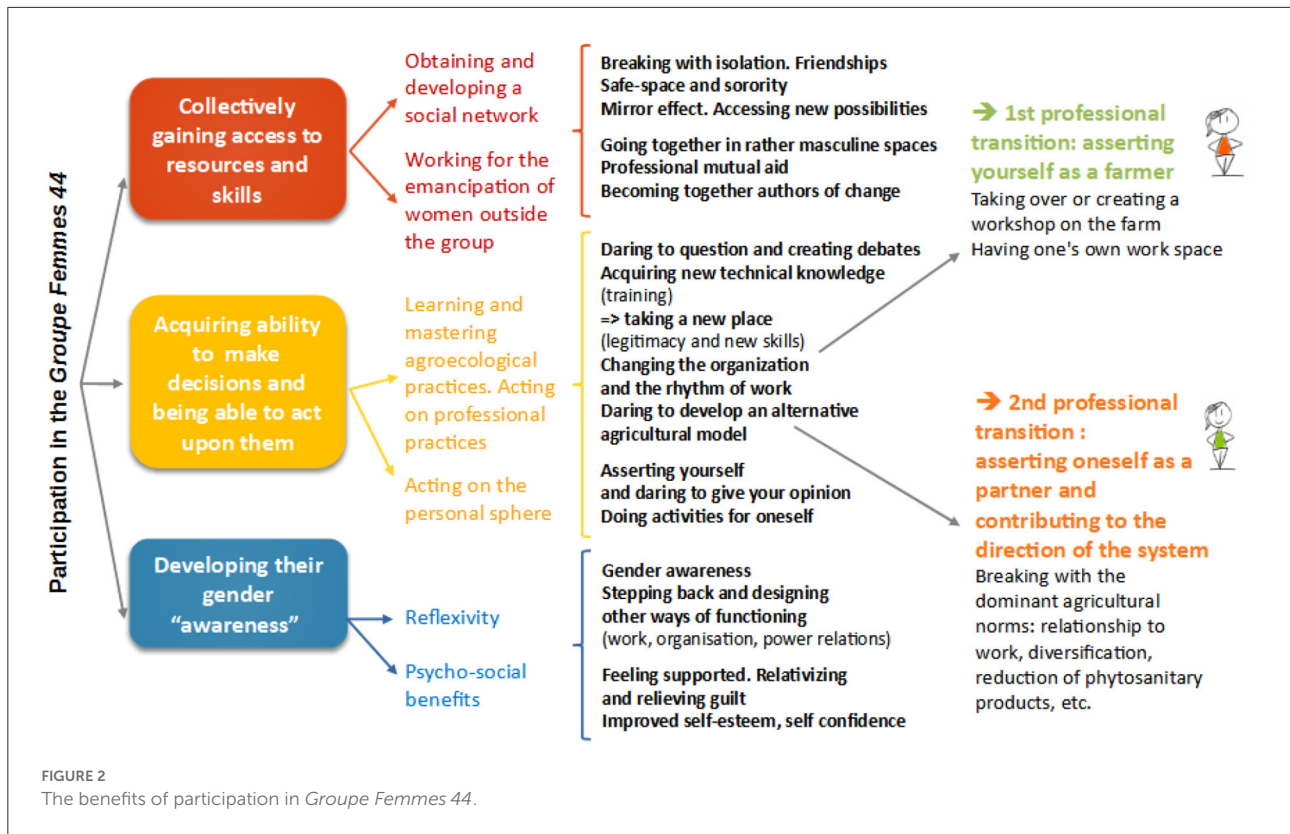 Participation in the Groupe Femmes 44
Collectively
gaining access to
resources and
skills
Obtaining and
developing a
social network
Working for the
emancipation of
women outside
the group
Breaking with isolation. Friendships
Safe-space and sorority
Mirror effect. Accessing new possibilities
Going together in rather masculine spaces
Professional mutual aid
Becoming together authors of change
Acquiring ability
to make
decisions and
being able to act
upon them
Learning and
mastering
agroecological
practices. Acting
on professional
practices
Acting on the
personal sphere
Daring to question and creating debates
Acquiring new technical knowledge
(training)
=> taking a new place
(legitimacy and new skills)
Changing the organization
and the rhythm of work
Daring to develop an alternative
agricultural model
Asserting yourself
and daring to give your opinion
Doing activities for oneself
Developing their
gender
“awareness”
Reflexivity
Psycho-social
benefits
Gender awareness
Stepping back and designing
other ways of functioning
(work, organisation, power relations)
Feeling supported. Relativizing
and relieving guilt
Improved self-esteem, self confidence
➔ 1st professional
transition: asserting
yourself as a farmer
Taking over or creating a
workshop on the farm
Having one's own work space
➔ 2nd professional
transition :
asserting oneself as a
partner and
contributing to the
direction of the system
Breaking with the
dominant agricultural
norms: relationship to
work, diversification,
reduction of phytosanitary
products, etc.
FIGURE 2
The benefits of participation in Groupe Femmes 44.